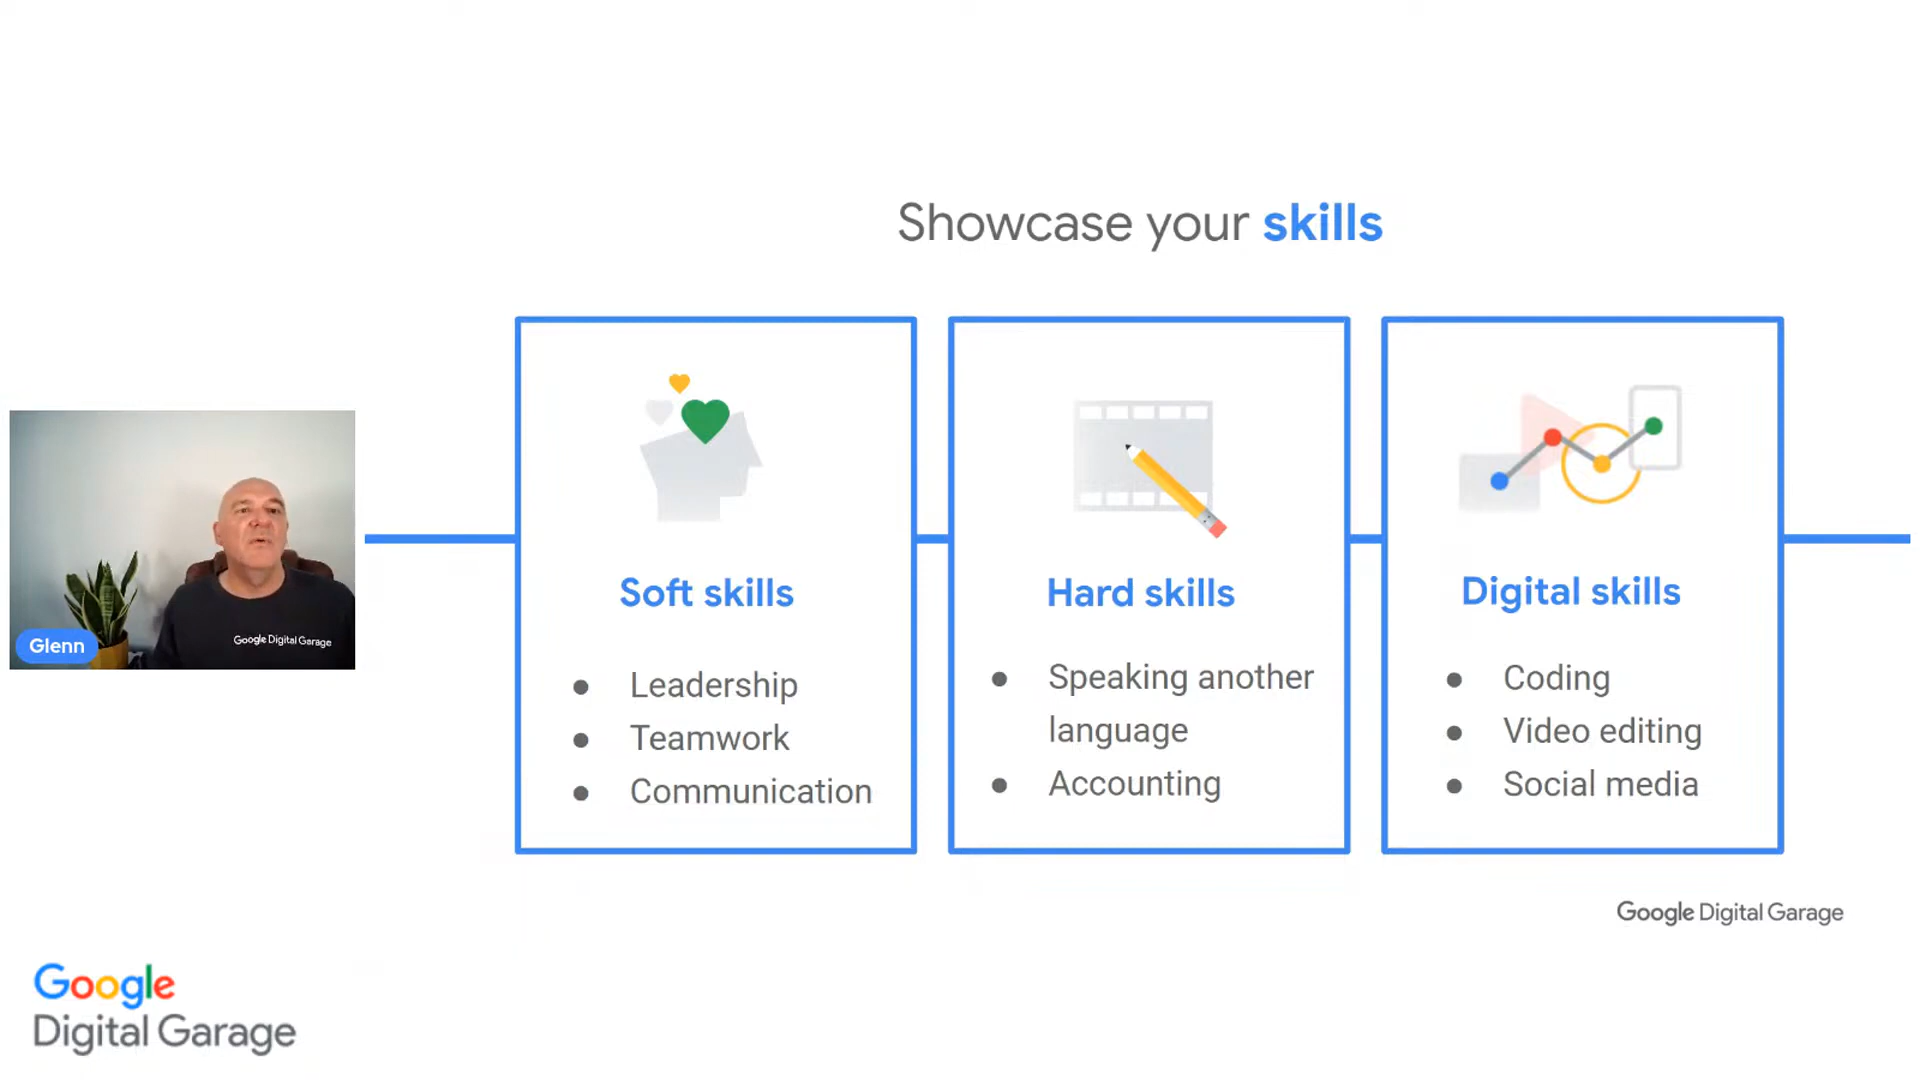 Showcase your skills
Soft skills
Leadership
Teamwork
Communication
Hard skills
Speaking another
language
Accounting
Digital skills
Coding
Video editing
Social media
Glenn
Google Digital Garage
Google Digital Garage
Google
Digital Garage